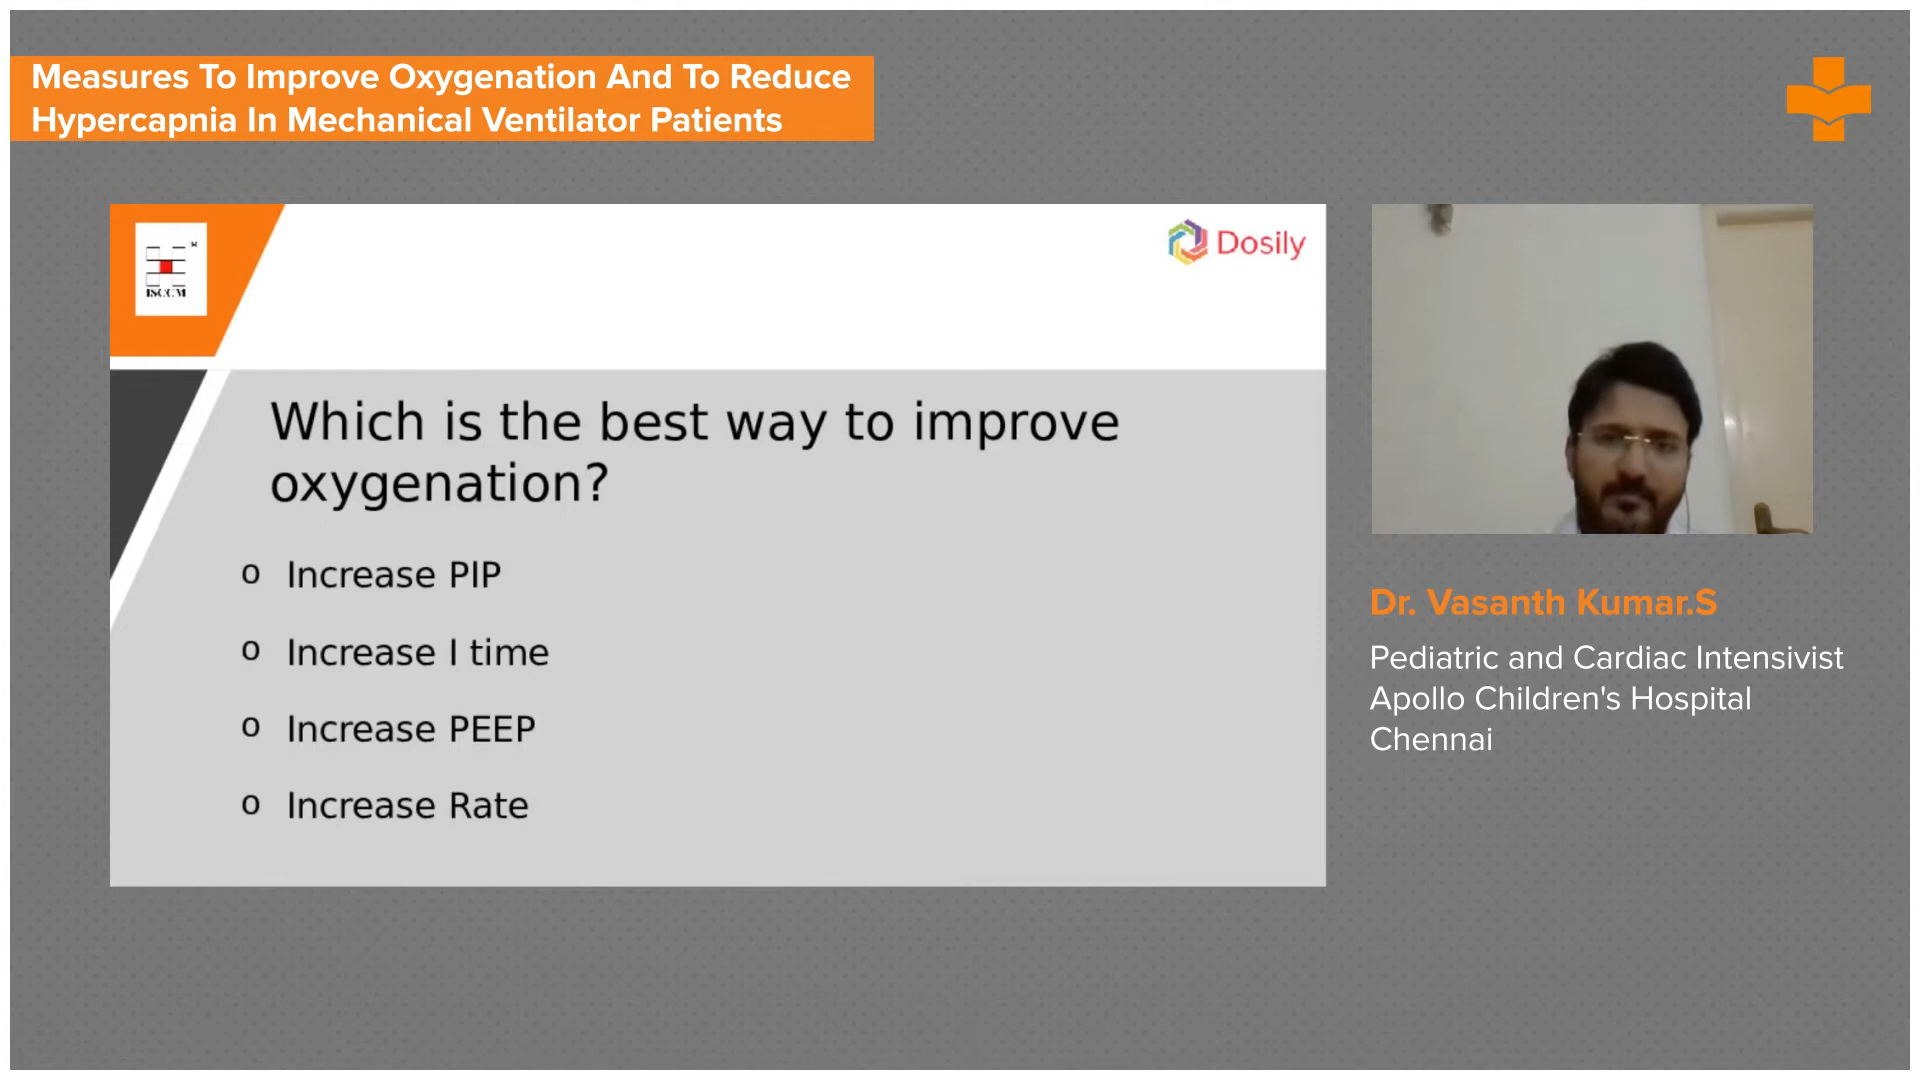 Measures To Improve Oxygenation And To Reduce
Hypercapnia In Mechanical Ventilator Patients
ISCCM
Dosily
Which is the best way to improve
oxygenation?
o Increase PIP
o Increase I time
o Increase PEEP
o Increase Rate
Dr. Vasanth Kumar.S
Pediatric and Cardiac Intensivist
Apollo Children's Hospital
Chennai